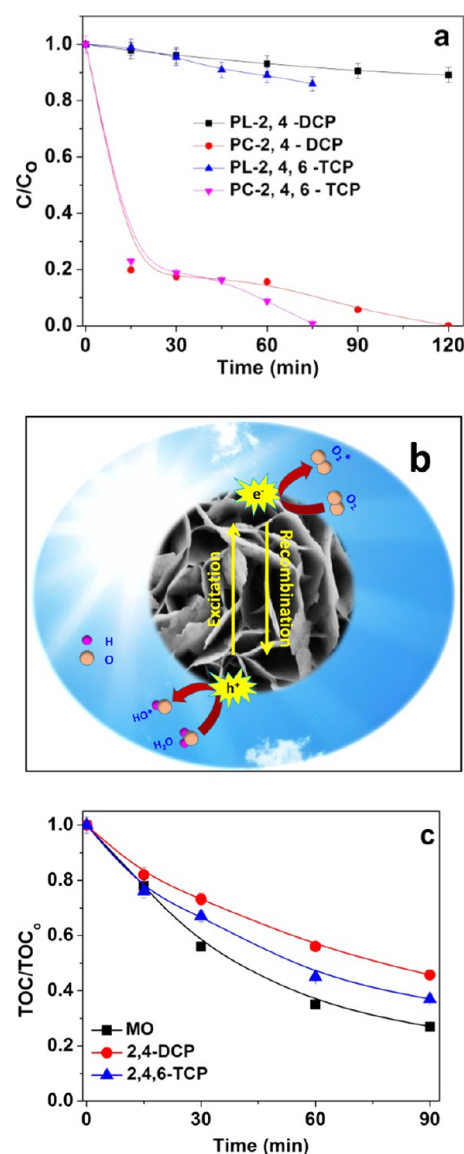 a
C/Co
1.0
0.8
0.6
0.4
0.2
0.0
PL-2, 4 -DCP
PC-2, 4 - DCP
PL-2, 4, 6 -TCP
PC-2, 4, 6 - TCP
0 30 60 90 120
Time (min)
b
O2*
e-
O2
Excitation
Recombination
H
O
h+
HO*
H2O
c
TOC/TOCo
1.0
0.8
0.6
0.4
0.2
0.0
MO
2,4-DCP
2,4,6-TCP
0 30 60 90
Time (min)